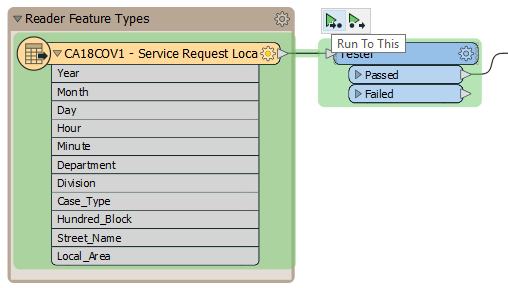 Reader Feature Types
CA18COV1 - Service Request Loca
Year
Month
Day
Hour
Minute
Department
Division
Case_Type
Hundred_Block
Street_Name
Local_Area
Run To This
Tester
Passed
Failed